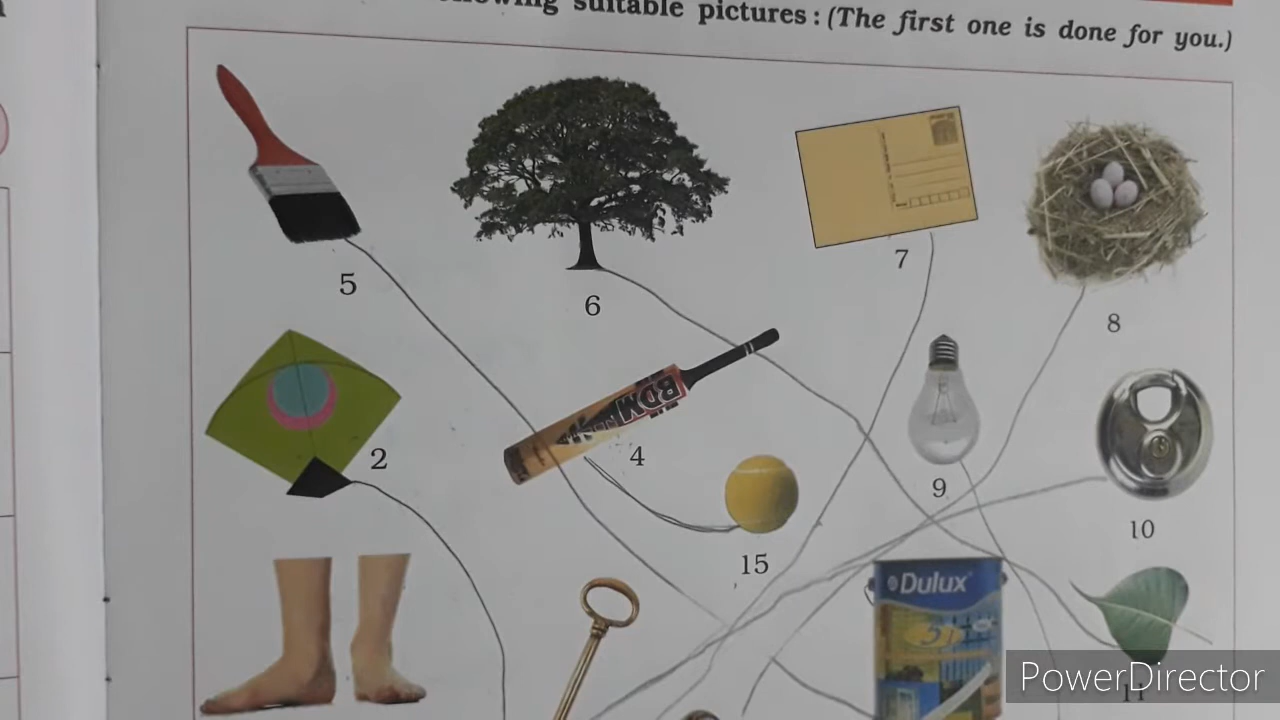 suitable pictures : (The first one is done for you.)
5
6
7
8
2
BDM
4
9
10
15
Dulux
11
PowerDirector